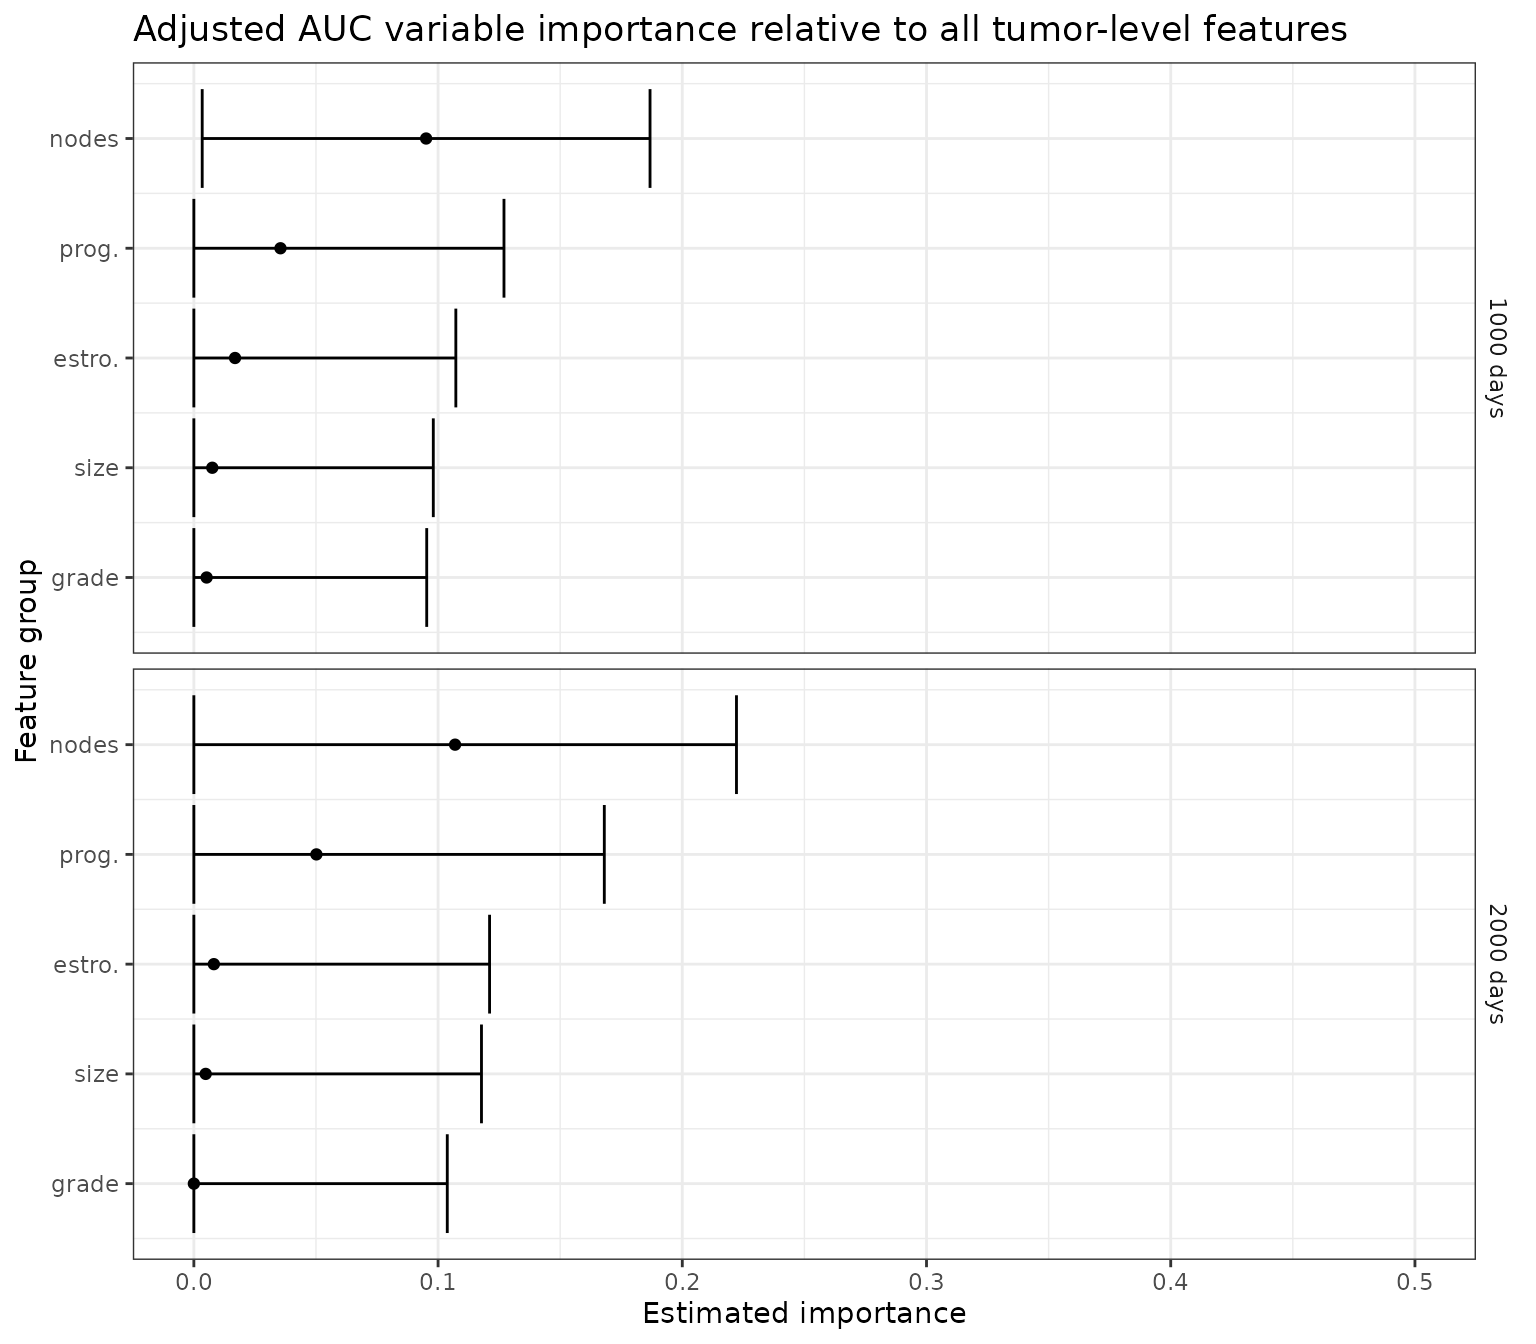 Adjusted AUC variable importance relative to all tumor-level features
Feature group
nodes
prog.
estro.
size
grade
1000 days
nodes
prog.
estro.
size
grade
2000 days
0.0 0.1 0.2 0.3 0.4 0.5
Estimated importance